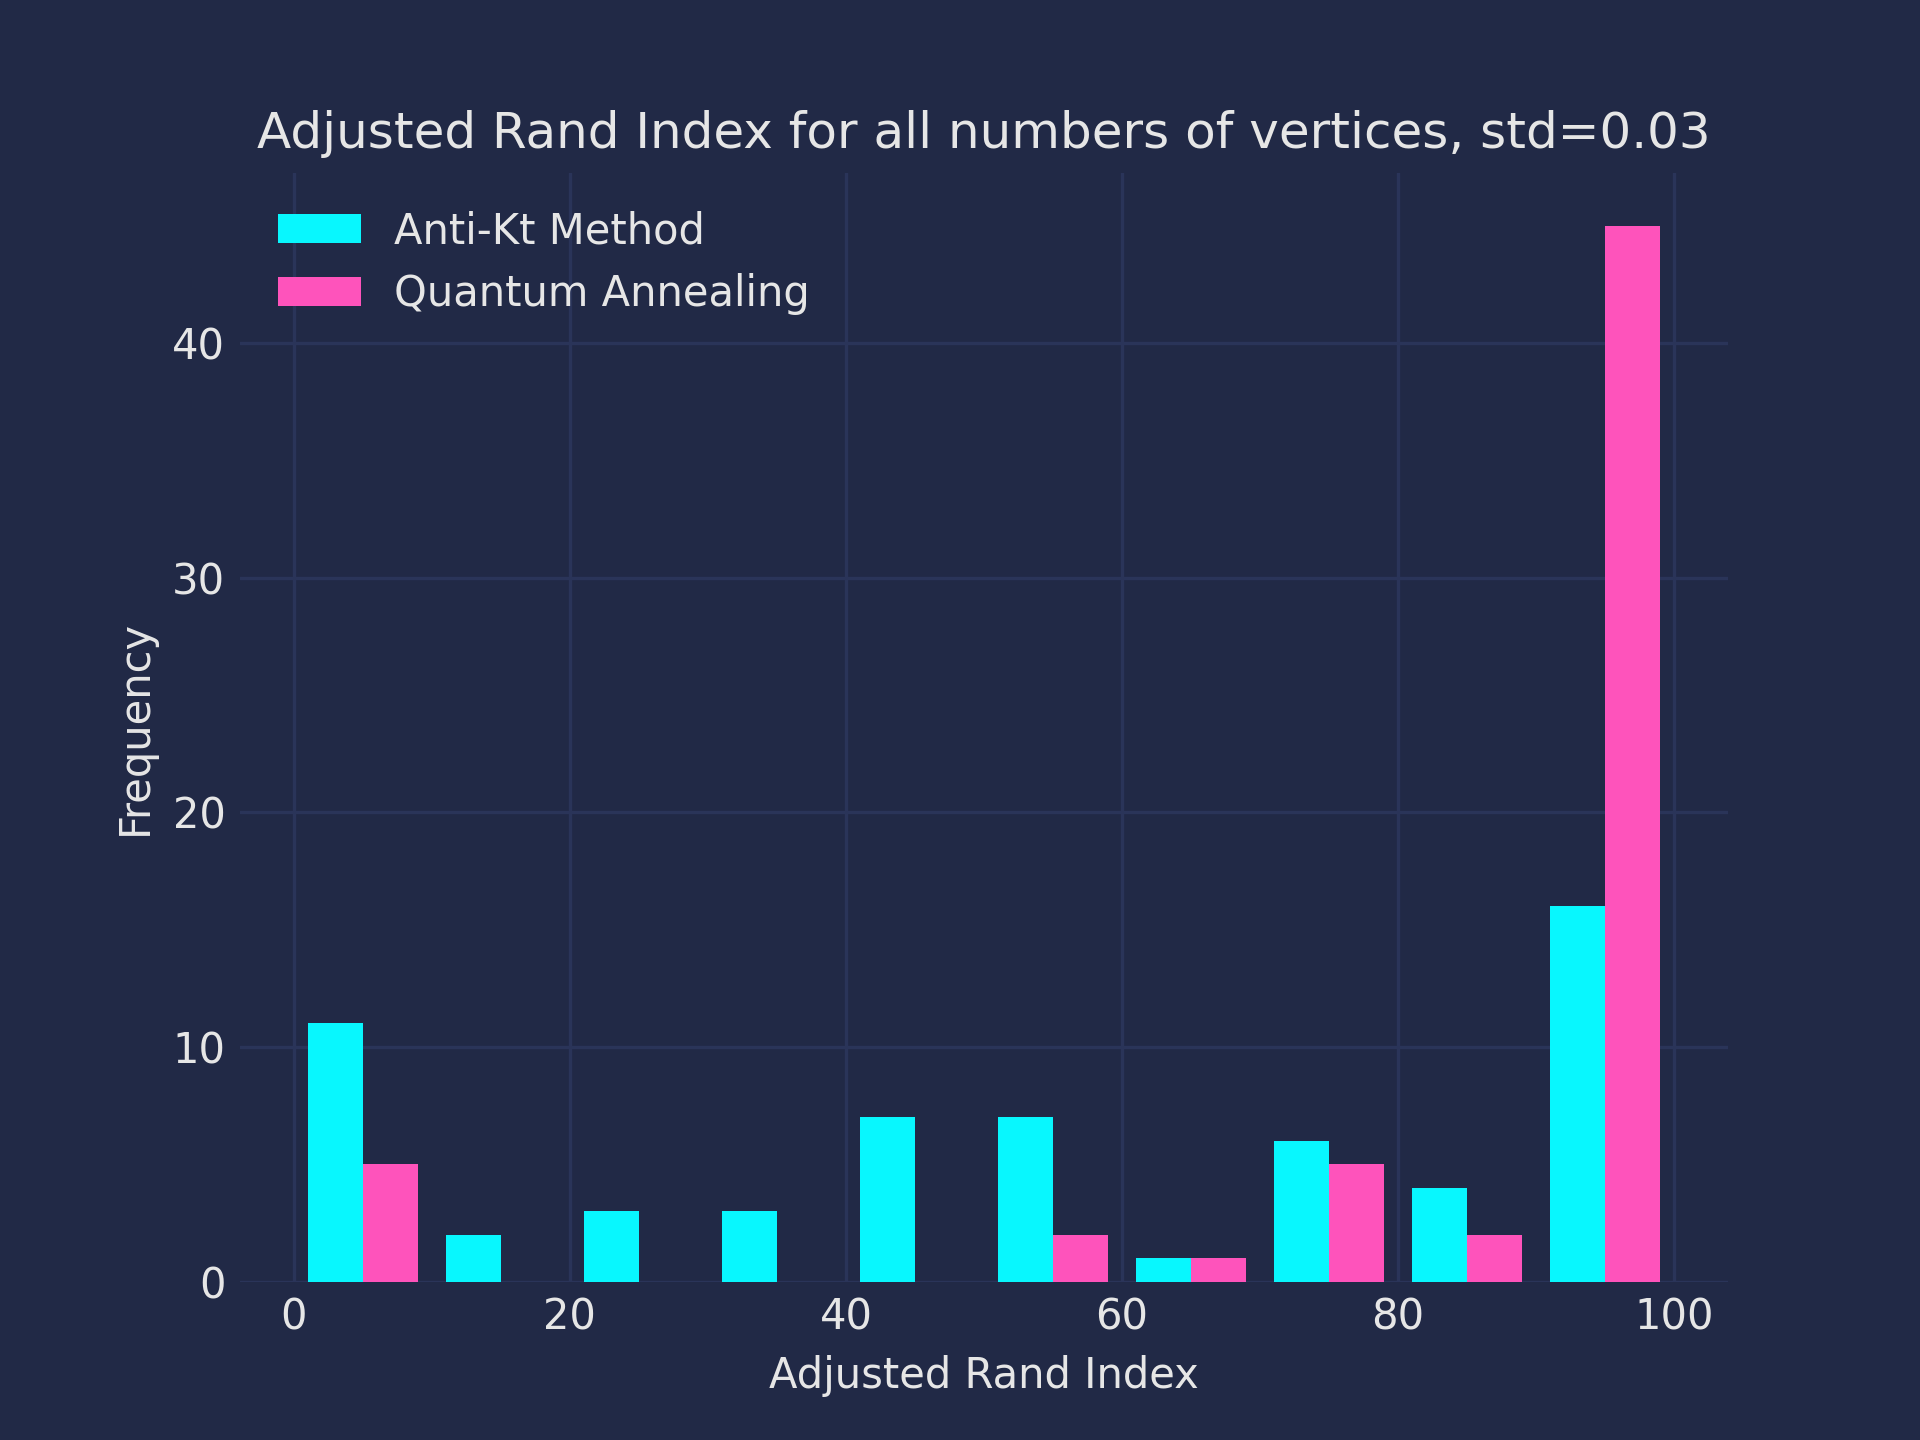 Adjusted Rand Index for all numbers of vertices, std=0.03
Anti-Kt Method
Quantum Annealing
40
30
20
10
0
Frequency
0 20 40 60 80 100
Adjusted Rand Index